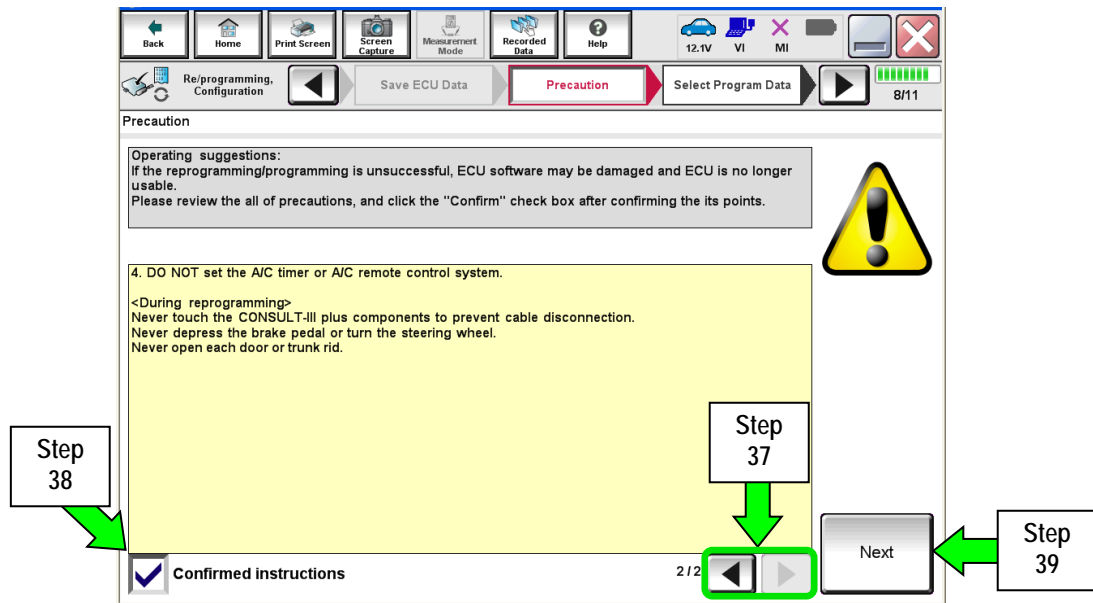 Back
Home
Print Screen
Screen
Capture
Measurement
Mode
Recorded
Data
Help
12.1V
VI
MI
Re/programming,
Configuration
Save ECU Data
Precaution
Select Program Data
8/11
Precaution
Operating suggestions:
If the reprogramming/programming is unsuccessful, ECU software may be damaged and ECU is no longer
usable.
Please review the all of precautions, and click the "Confirm" check box after confirming the its points.
4. DO NOT set the A/C timer or A/C remote control system.
<During reprogramming>
Never touch the CONSULT-III plus components to prevent cable disconnection.
Never depress the brake pedal or turn the steering wheel.
Never open each door or trunk rid.
Step
37
Step
38
Confirmed instructions
2/2
Next
Step
39